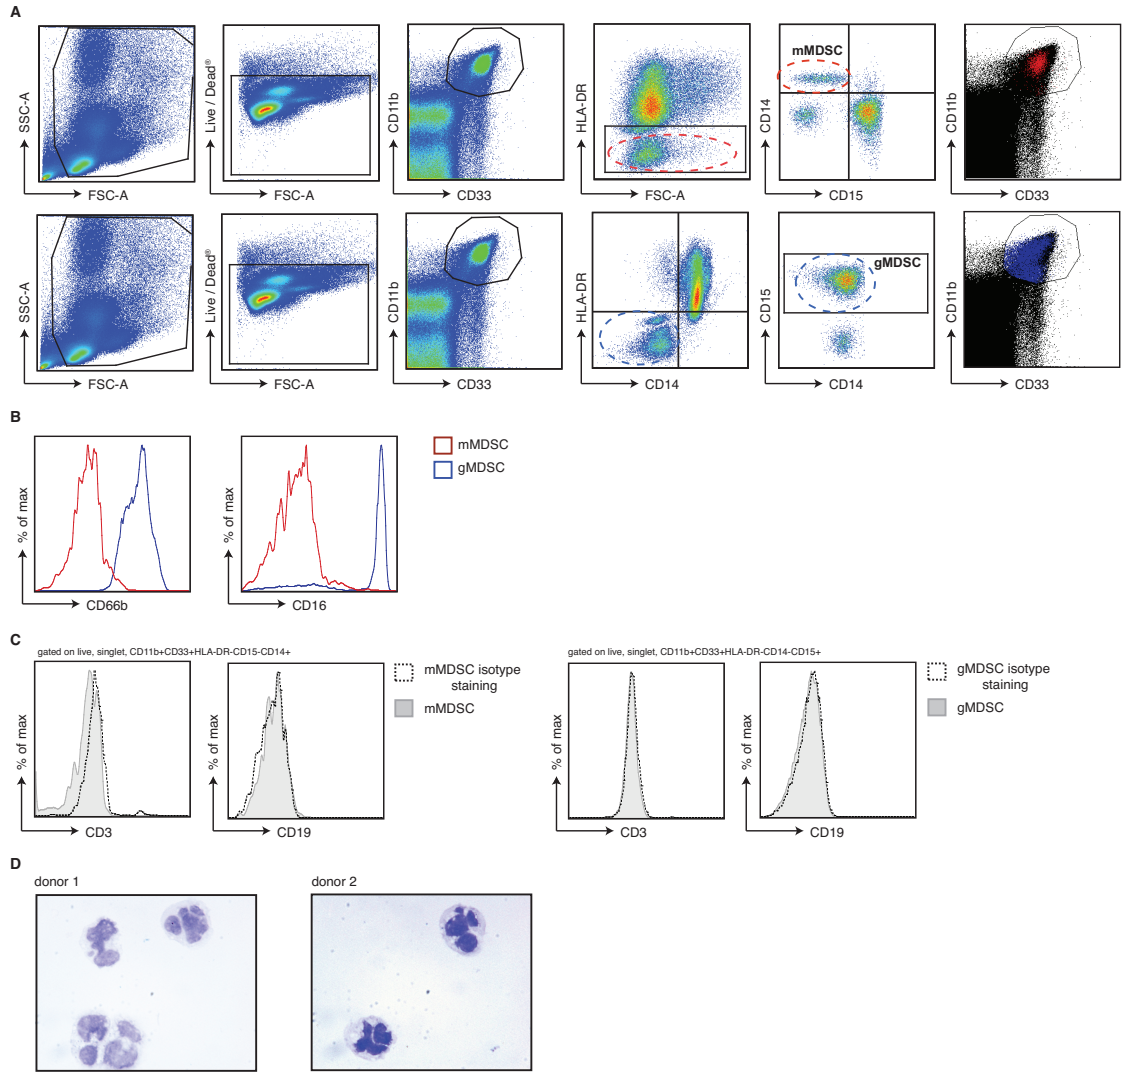 A
SSC-A
FSC-A
Live / Dead®
FSC-A
CD11b
CD33
HLA-DR
FSC-A
mMDSC
CD14
CD15
CD11b
CD33
SSC-A
FSC-A
Live / Dead®
FSC-A
CD11b
CD33
HLA-DR
CD14
gMDSC
CD15
CD14
CD11b
CD33
B
% of max
CD66b
% of max
CD16
mMDSC
gMDSC
C
gated on live, singlet, CD11b+CD33+HLA-DR-CD15-CD14+
% of max
CD3
% of max
CD19
mMDSC isotype
staining
mMDSC
gated on live, singlet, CD11b+CD33+HLA-DR-CD14-CD15+
% of max
CD3
% of max
CD19
gMDSC isotype
staining
gMDSC
D
donor 1
donor 2